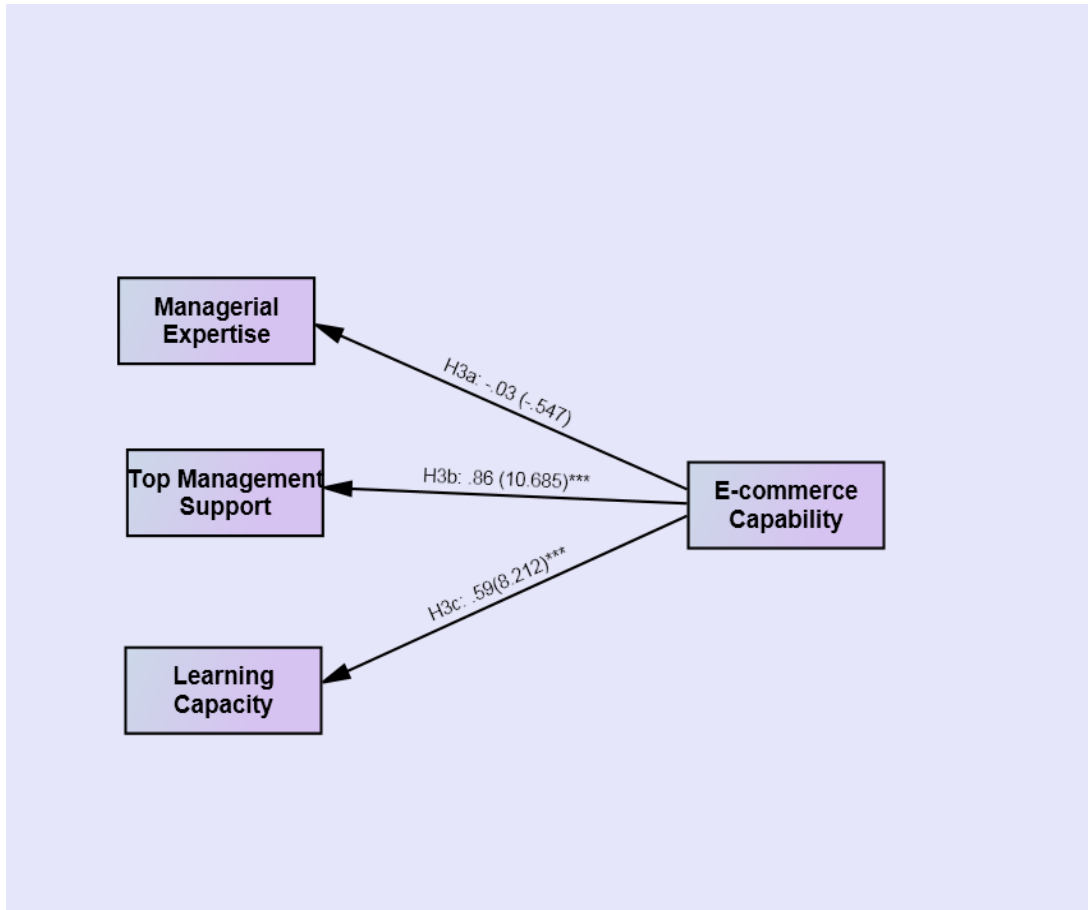 Managerial
Expertise
H3a: -.03 (-.547)
Top Management
Support
H3b: .86 (10.685)***
E-commerce
Capability
H3c: .59(8.212)***
Learning
Capacity